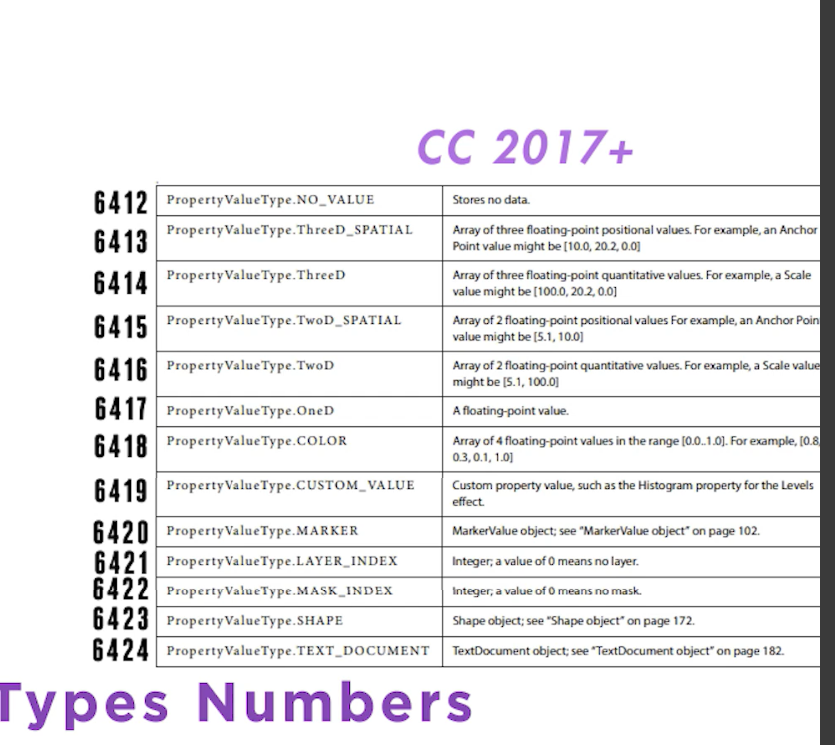 CC 2017+
6412 PropertyValueType.NO_VALUE Stores no data.
6413 PropertyValueType.ThreeD_SPATIAL Array of three floating-point positional values. For example, an Anchor
Point value might be [10.0, 20.2, 0.0]
6414 PropertyValueType.ThreeD Array of three floating-point quantitative values. For example, a Scale
value might be [100.0, 20.2, 0.0]
6415 PropertyValueType.TwoD_SPATIAL Array of 2 floating-point positional values For example, an Anchor Poin
value might be [5.1, 10.0]
6416 PropertyValueType.TwoD Array of 2 floating-point quantitative values. For example, a Scale value
might be [5.1, 100.0]
6417 PropertyValueType.OneD A floating-point value.
6418 PropertyValueType.COLOR Array of 4 floating-point values in the range [0.0..1.0]. For example, [0.8,
0.3, 0.1, 1.0]
6419 PropertyValueType.CUSTOM_VALUE Custom property value, such as the Histogram property for the Levels
effect.
6420 PropertyValueType.MARKER MarkerValue object; see “MarkerValue object” on page 102.
6421 PropertyValueType.LAYER_INDEX Integer; a value of 0 means no layer.
6422 PropertyValueType.MASK_INDEX Integer; a value of 0 means no mask.
6423 PropertyValueType.SHAPE Shape object; see “Shape object” on page 172.
6424 PropertyValueType.TEXT_DOCUMENT TextDocument object; see “TextDocument object” on page 182.
Types Numbers